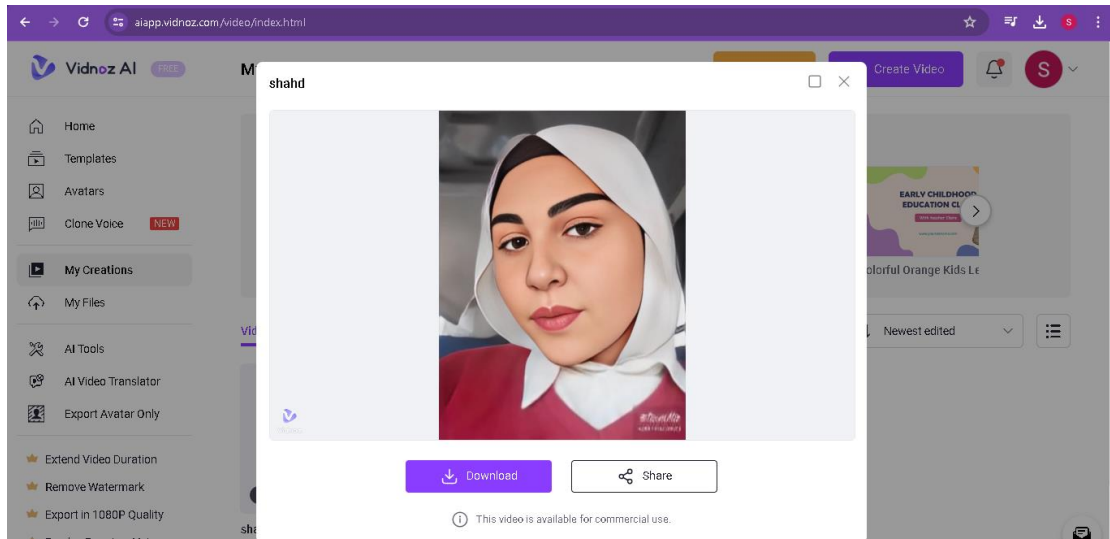 aiapp.vidnoz.com/video/index.html
S
Vidnoz AI FREE
Create Video
S
shahd
Home
Templates
Avatars
Clone Voice NEW
My Creations
My Files
AI Tools
AI Video Translator
Export Avatar Only
Extend Video Duration
Remove Watermark
Export in 1080P Quality
EARLY CHILDHOOD
EDUCATION CL
olorful Orange Kids Le
Newest edited
Download
Share
This video is available for commercial use.